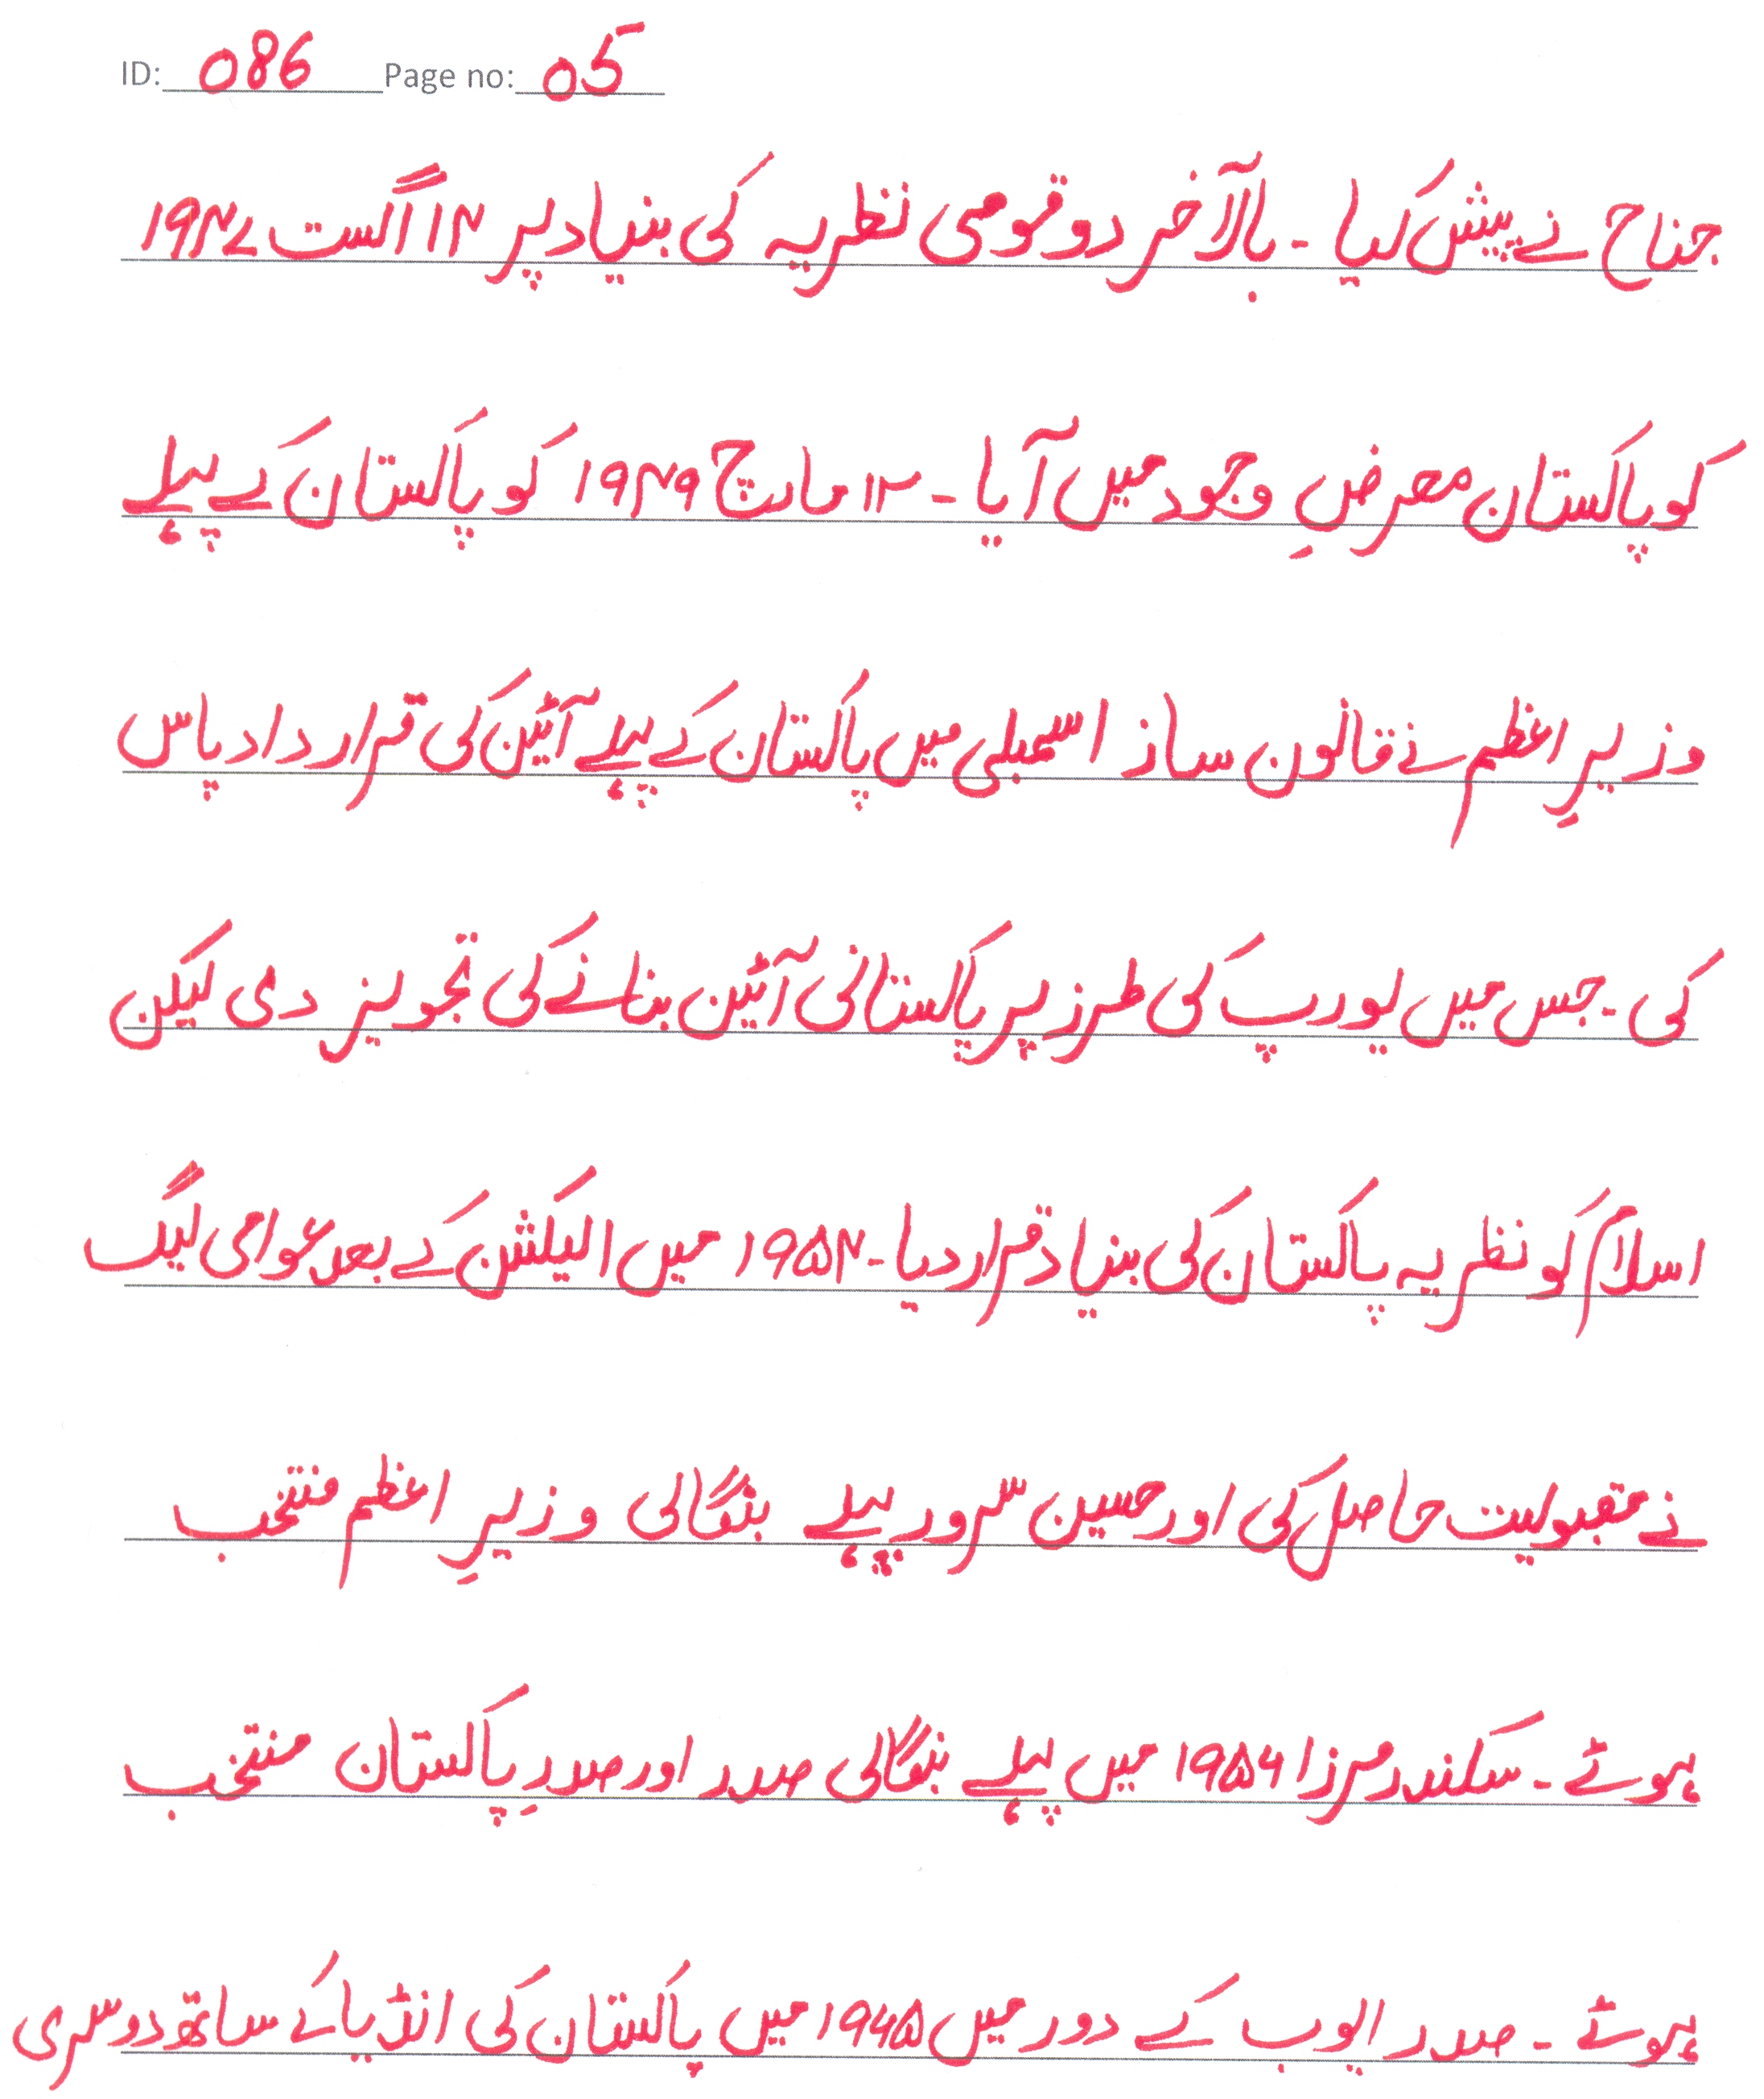 ID: 086 Page no: 05
جناح نے پیش کیا ۔ بالآخر دو قومی نظریہ کی بنیاد پر ۱۴ اگست ۱۹۴۷
کو پاکستان معرضِ وجود میں آیا ۔ ۱۲ مارچ ۱۹۴۹ کو پاکستان کے پہلے
وزیرِ اعظم نے قانون ساز اسمبلی میں پاکستان کے پہلے آئین کی قرارداد پاس
کی ۔ جس میں یورپ کی طرز پر پاکستانی آئین بنانے کی تجویز دی لیکن
اسلام کو نظریہ پاکستان کی بنیاد قرار دیا ۔ ۱۹۵۴ میں الیکشن کے بعد عوامی لیگ
نے مقبولیت حاصل کی اور حسین سرور پہلے بنگالی وزیرِ اعظم منتخب
ہوئے ۔ سکندر مرزا ۱۹۵۶ میں پہلے بنگالی صدر اور صدرِ پاکستان منتخب
ہوئے ۔ صدر ایوب کے دور میں ۱۹۶۵ میں پاکستان کی انڈیا کے ساتھ دوسری